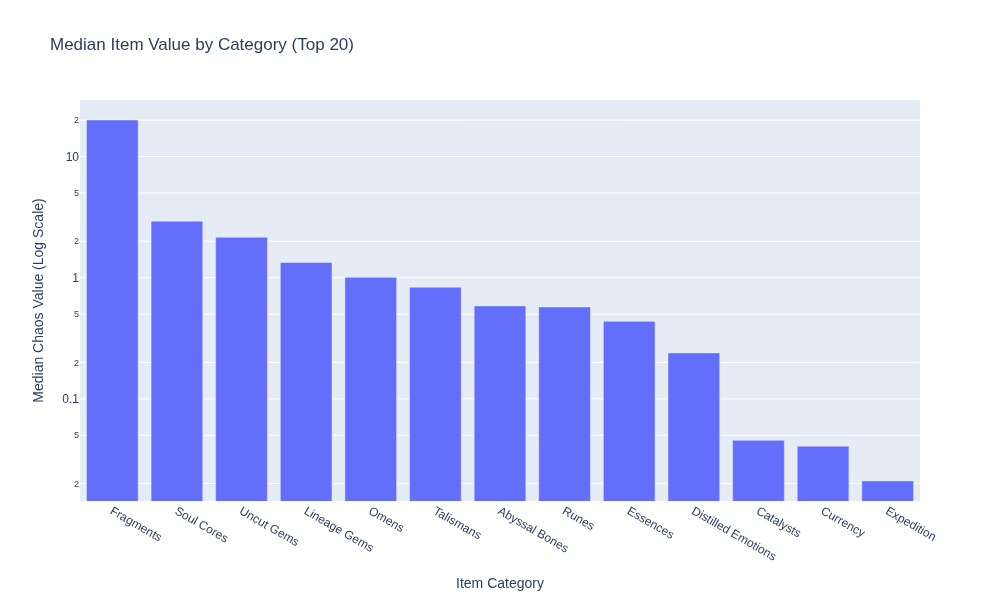 Median Item Value by Category (Top 20)
Median Chaos Value (Log Scale)
2
10
5
2
1
5
2
0.1
5
2
Fragments
Soul Cores
Uncut Gems
Lineage Gems
Omens
Talismans
Abyssal Bones
Runes
Essences
Distilled Emotions
Catalysts
Currency
Expedition
Item Category